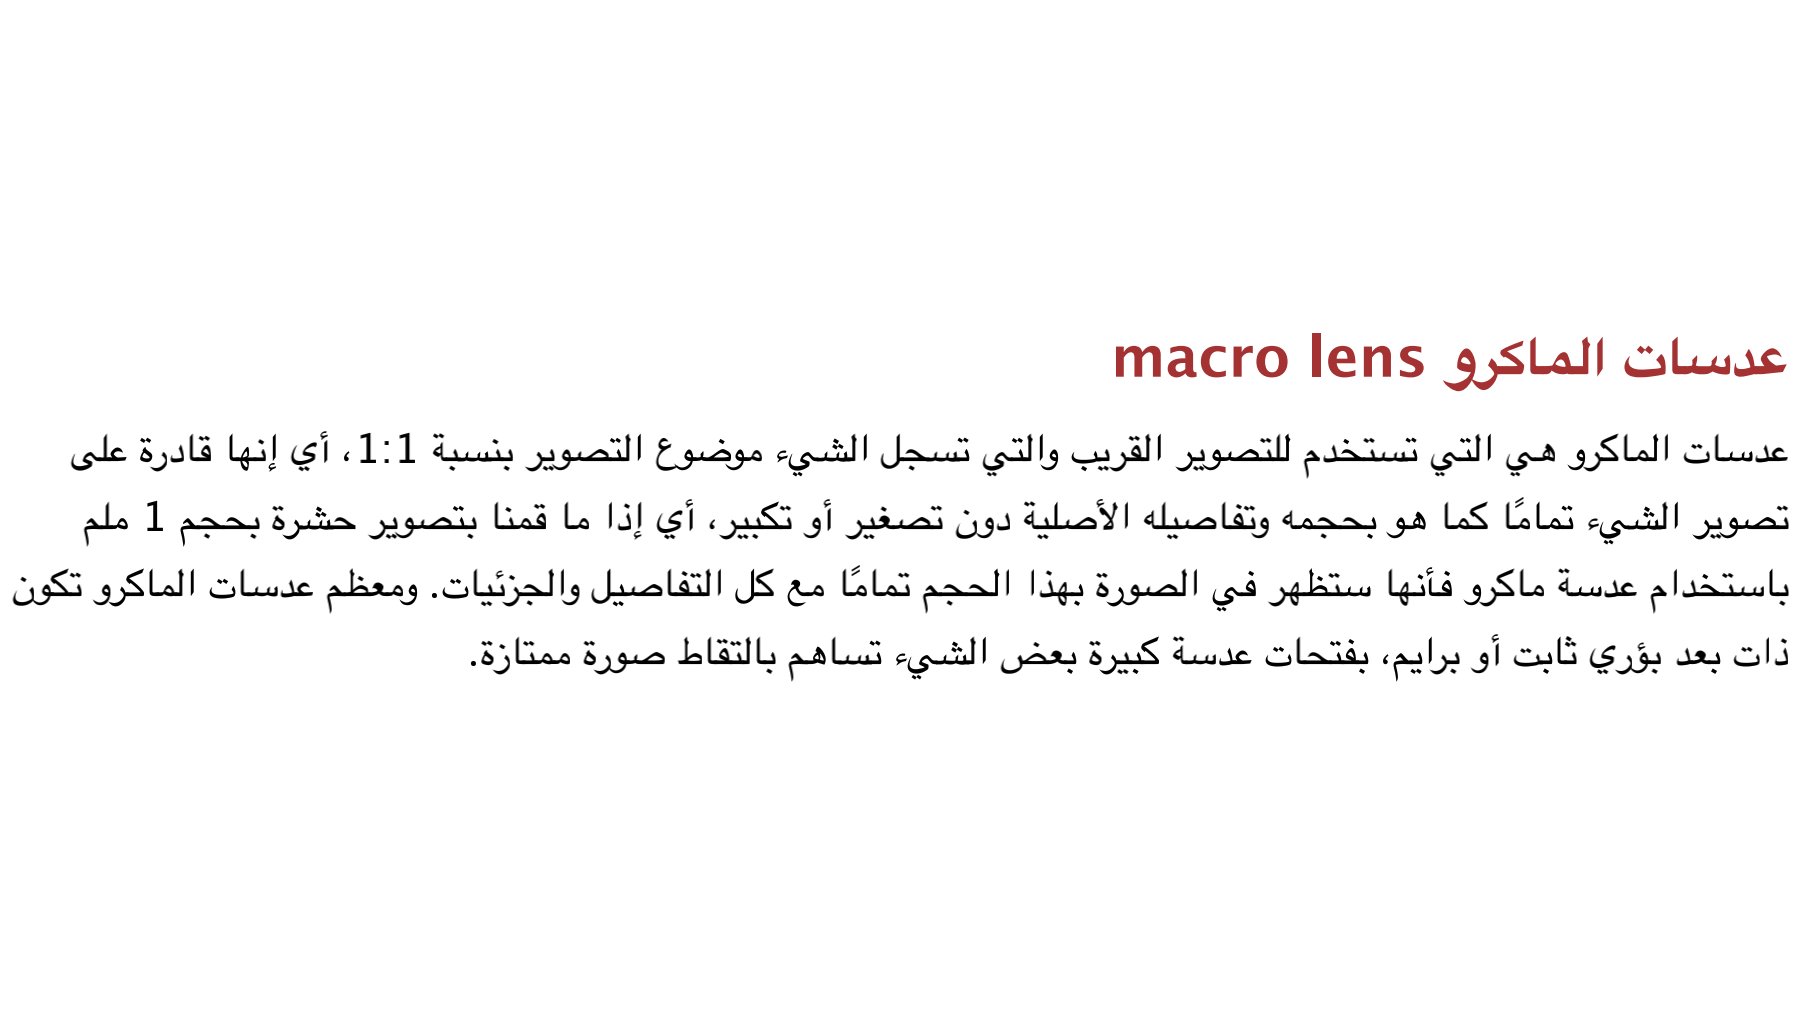 عدسات الماكرو macro lens
عدسات الماكرو هي التي تستخدم للتصوير القريب والتي تسجل الشيء موضوع التصوير بنسبة 1:1، أي إنها قادرة على
تصوير الشيء تمامًا كما هو بحجمه وتفاصيله الأصلية دون تصغير أو تكبير، أي إذا ما قمنا بتصوير حشرة بحجم 1 ملم
باستخدام عدسة ماكرو فأنها ستظهر في الصورة بهذا الحجم تمامًا مع كل التفاصيل والجزئيات. ومعظم عدسات الماكرو تكون
ذات بعد بؤري ثابت أو برايم، بفتحات عدسة كبيرة بعض الشيء تساهم بالتقاط صورة ممتازة.